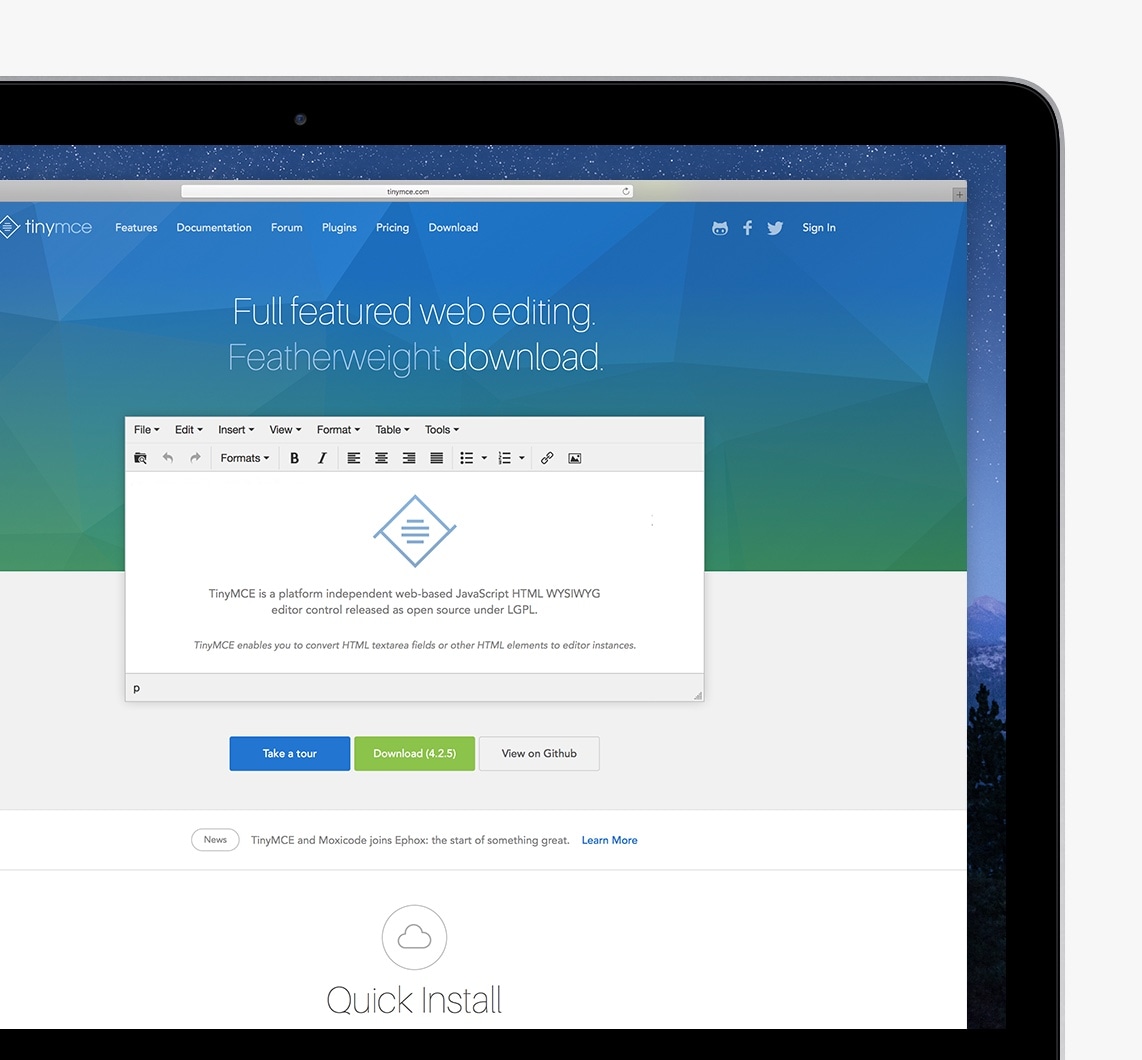 tinymce.com
tinymce Features Documentation Forum Plugins Pricing Download Sign In
Full featured web editing.
Featherweight download.
File Edit Insert View Format Table Tools
Formats B I
TinyMCE is a platform independent web-based JavaScript HTML WYSIWYG
editor control released as open source under LGPL.
TinyMCE enables you to convert HTML textarea fields or other HTML elements to editor instances.
p
Take a tour Download (4.2.5) View on Github
News TinyMCE and Moxicode joins Ephox: the start of something great. Learn More
Quick Install